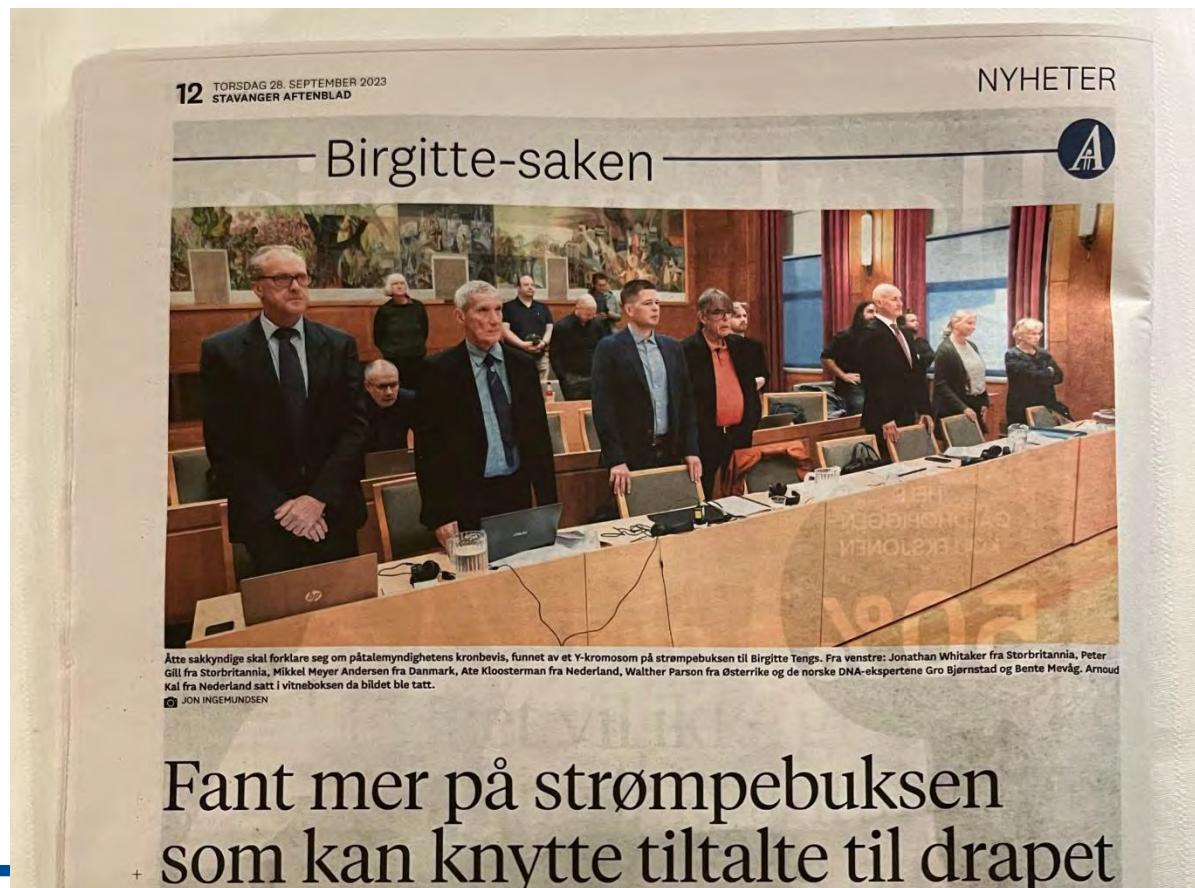 12 TORSDAG 28. SEPTEMBER 2023
STAVANGER AFTENBLAD
NYHETER
Birgitte-saken
A
hp
ASUS
Åtte sakkyndige skal forklare seg om påtalemyndighetens kronbevis, funnet av et Y-kromosom på strømpebuksen til Birgitte Tengs. Fra venstre: Jonathan Whitaker fra Storbritannia, Peter
Gill fra Storbritannia, Mikkel Meyer Andersen fra Danmark, Ate Kloosterman fra Nederland, Walther Parson fra Østerrike og de norske DNA-ekspertene Gro Bjørnstad og Bente Mevåg. Arnoud
Kal fra Nederland satt i vitneboksen da bildet ble tatt.
JON INGEMUNDSEN
Fant mer på strømpebuksen
som kan knytte tiltalte til drapet